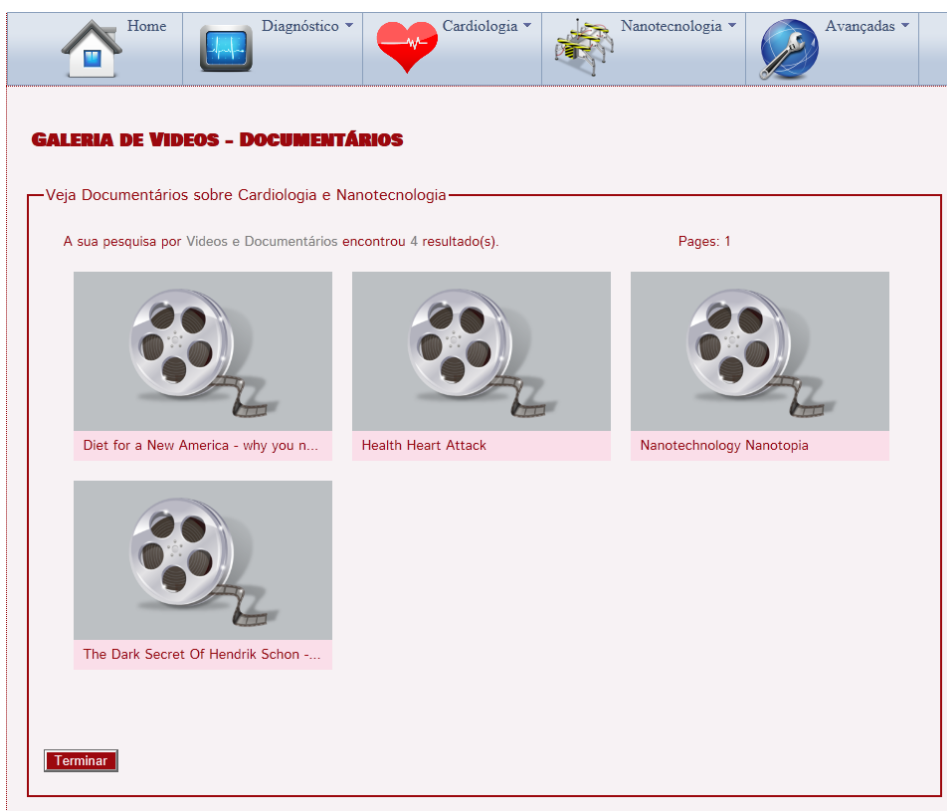 Home Diagnóstico Cardiologia Nanotecnologia Avançadas
Galeria de Videos - Documentários
Veja Documentários sobre Cardiologia e Nanotecnologia
A sua pesquisa por Videos e Documentários encontrou 4 resultado(s). Pages: 1
Diet for a New America - why you n... Health Heart Attack Nanotechnology Nanotopia
The Dark Secret Of Hendrik Schon -...
Terminar